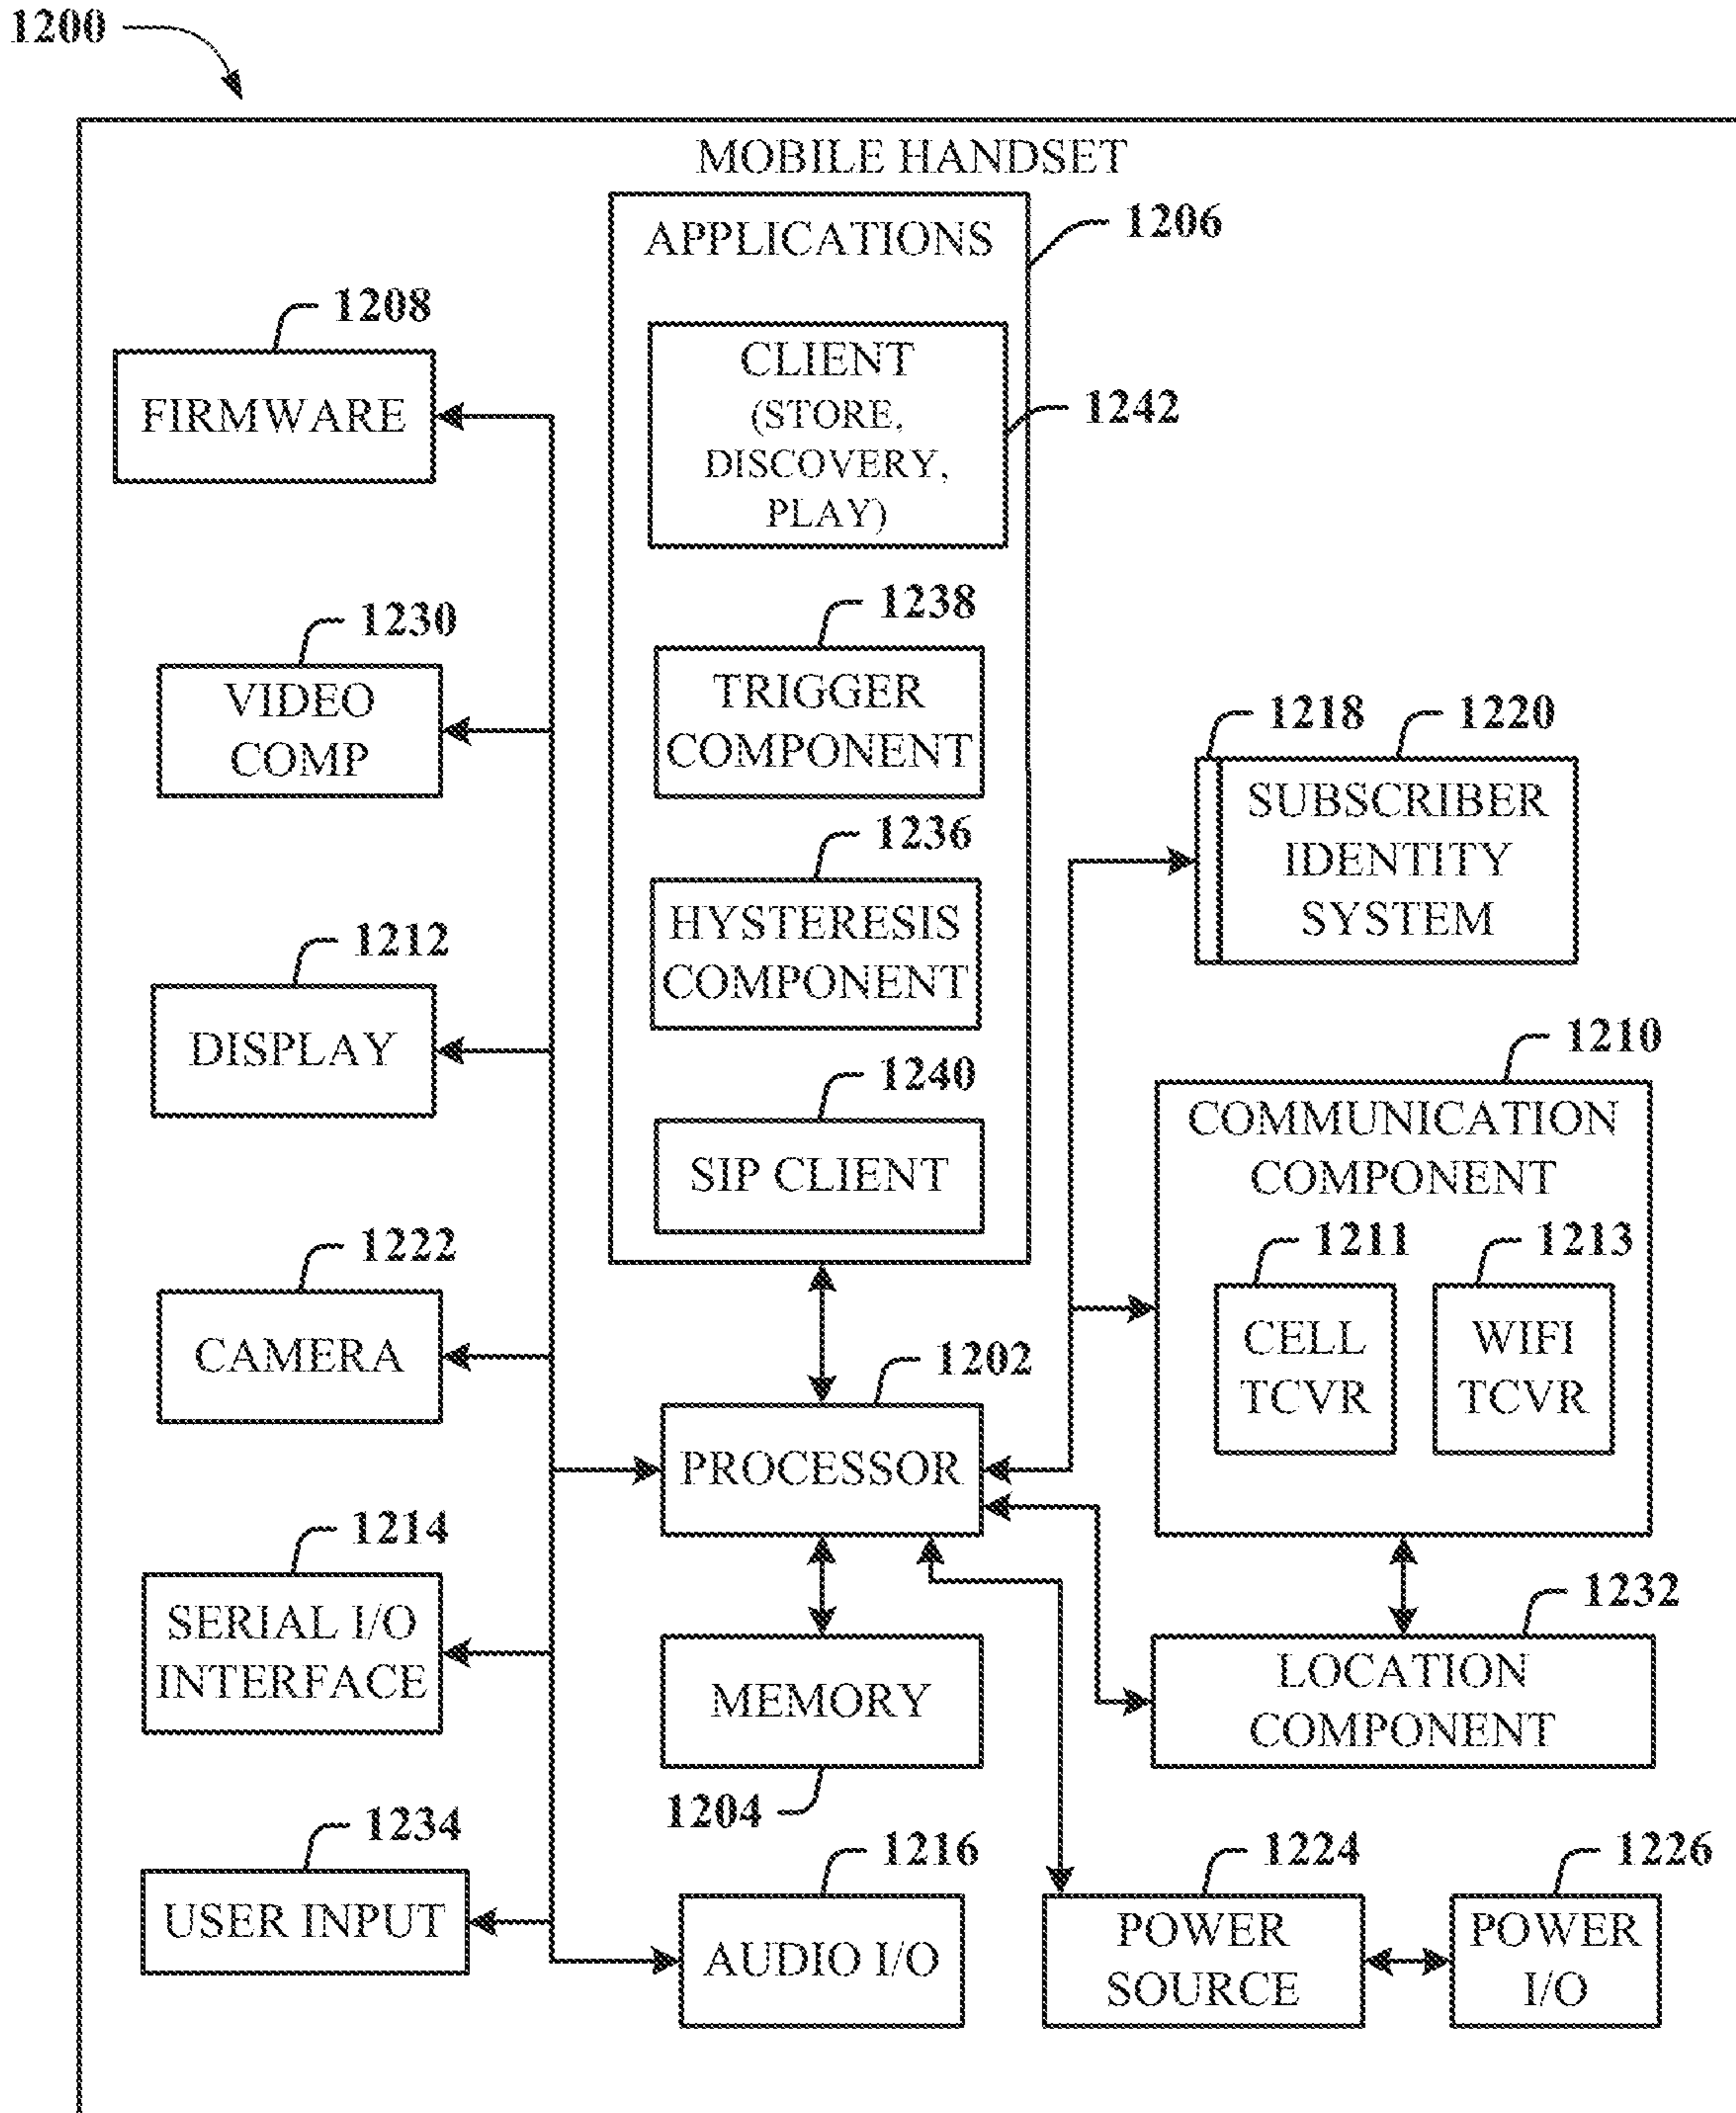 1200
MOBILE HANDSET
APPLICATIONS
1206
1208
FIRMWARE
CLIENT
(STORE,
DISCOVERY,
PLAY)
1242
1230
VIDEO
COMP
1238
TRIGGER
COMPONENT
1218
1220
SUBSCRIBER
IDENTITY
SYSTEM
1236
HYSTERESIS
COMPONENT
1212
DISPLAY
1240
SIP CLIENT
1210
COMMUNICATION
COMPONENT
1211
CELL
TCVR
1213
WIFI
TCVR
1222
CAMERA
1202
PROCESSOR
1214
SERIAL I/O
INTERFACE
MEMORY
1204
1232
LOCATION
COMPONENT
1234
USER INPUT
1216
AUDIO I/O
1224
POWER
SOURCE
1226
POWER
I/O